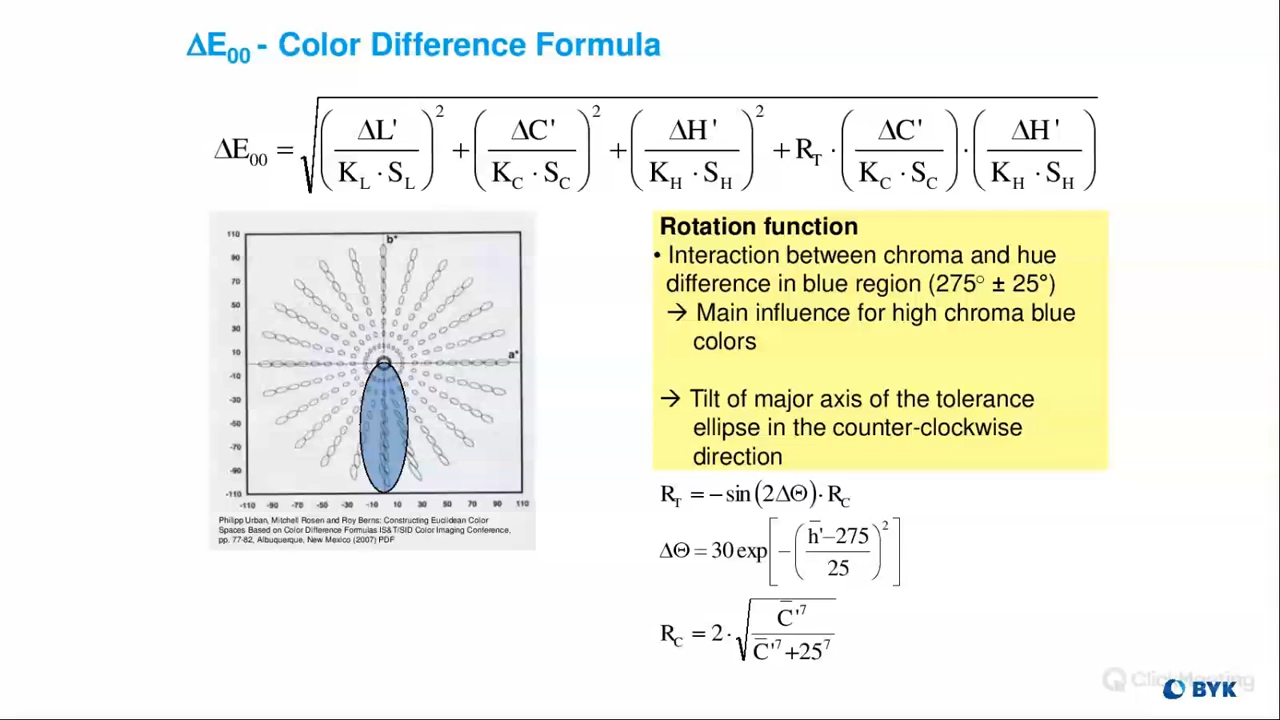 ΔE00 - Color Difference Formula
ΔE00 = √((ΔL'/(KL · SL))² + (ΔC'/(KC · SC))² + (ΔH'/(KH · SH))² + RT · (ΔC'/(KC · SC)) · (ΔH'/(KH · SH)))
110
90
70
50
30
10
-10
-30
-50
-70
-90
-110
b*
a*
-110 -90 -70 -50 -30 -10 10 30 50 70 90 110
Philipp Urban, Mitchell Rosen and Roy Berns: Constructing Euclidean Color
Spaces Based on Color Difference Formulas IS&T/SID Color Imaging Conference,
pp. 77-82, Albuquerque, New Mexico (2007) PDF
Rotation function
• Interaction between chroma and hue
difference in blue region (275° ± 25°)
→ Main influence for high chroma blue
colors
→ Tilt of major axis of the tolerance
ellipse in the counter-clockwise
direction
RT = −sin(2ΔΘ)· RC
ΔΘ = 30 exp[−((h̄'−275)/25)²]
RC = 2 · √(C̄'⁷/(C̄'⁷+25⁷))
ClickMeeting
BYK